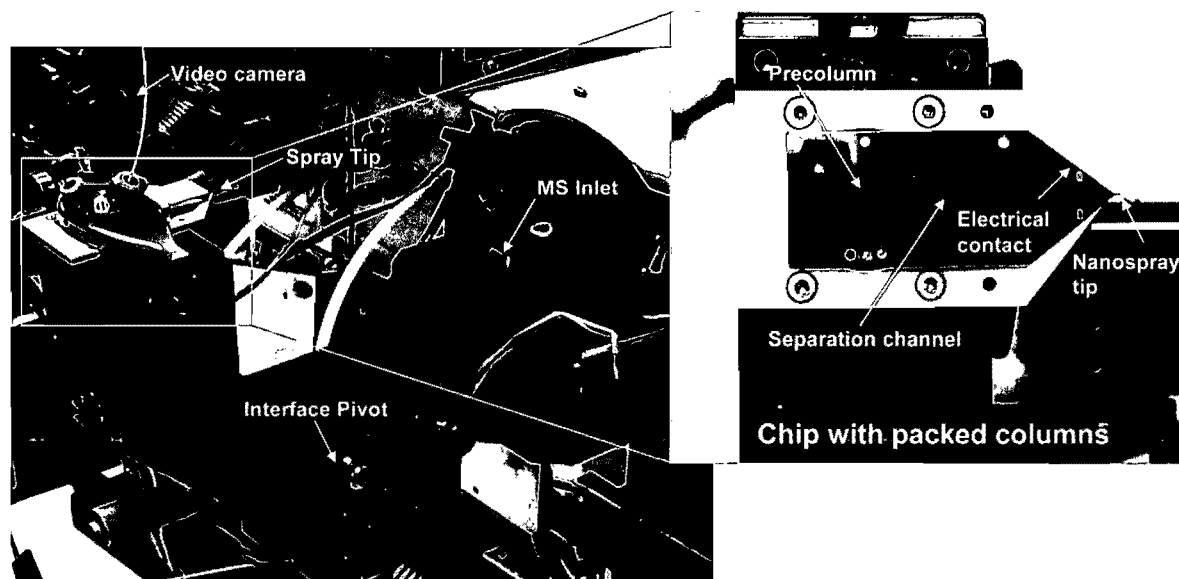 Video camera
Spray Tip
MS Inlet
Interface Pivot
Precolumn
Electrical
contact
Nanospray
tip
Separation channel
Chip with packed columns